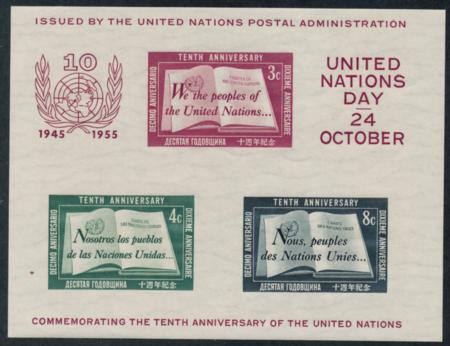 ISSUED BY THE UNITED NATIONS POSTAL ADMINISTRATION
10
1945 1955
TENTH ANNIVERSARY
DECIMO ANIVERSARIO
DIXIEME ANNIVERSAIRE
3c
We the peoples of
the United Nations...
ДЕСЯТАЯ ГОДОВЩИНА 十週年紀念
UNITED
NATIONS
DAY
24
OCTOBER
TENTH ANNIVERSARY
DECIMO ANIVERSARIO
DIXIEME ANNIVERSAIRE
4c
Nosotros los pueblos
de las Naciones Unidas...
ДЕСЯТАЯ ГОДОВЩИНА 十週年紀念
TENTH ANNIVERSARY
DECIMO ANIVERSARIO
DIXIEME ANNIVERSAIRE
8c
Nous, peuples
des Nations Unies...
ДЕСЯТАЯ ГОДОВЩИНА 十週年紀念
COMMEMORATING THE TENTH ANNIVERSARY OF THE UNITED NATIONS